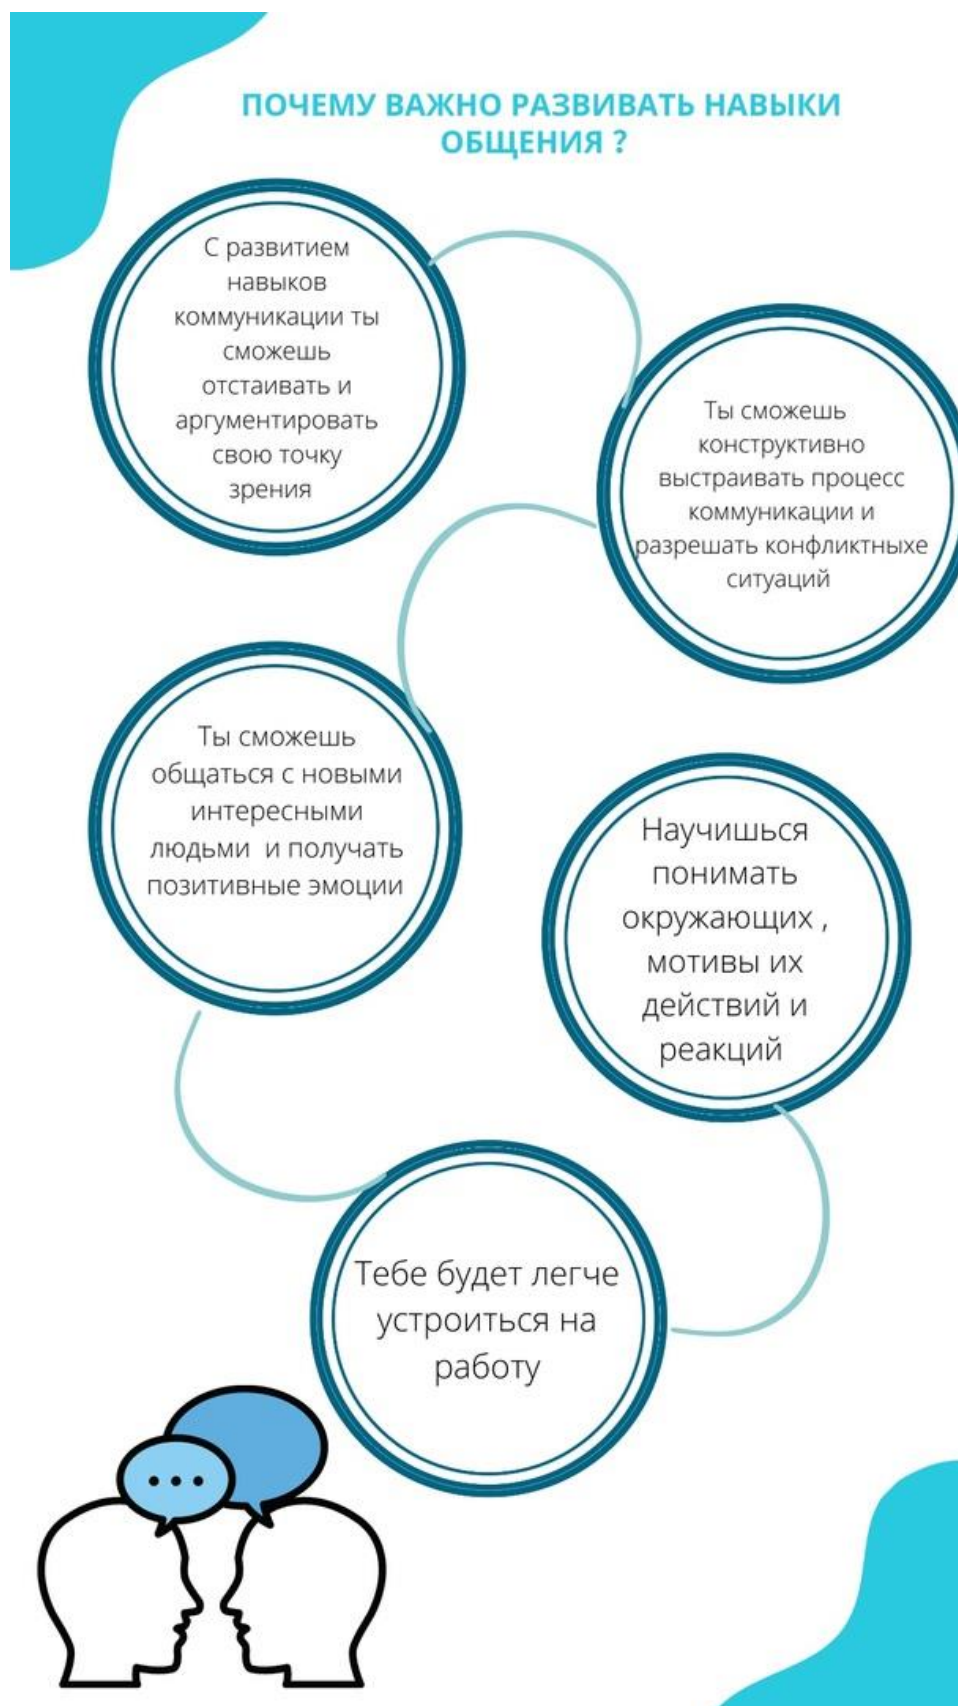 ПОЧЕМУ ВАЖНО РАЗВИВАТЬ НАВЫКИ
ОБЩЕНИЯ ?
С развитием
навыков
коммуникации ты
сможешь
отстаивать и
аргументировать
свою точку
зрения
Ты сможешь
конструктивно
выстраивать процесс
коммуникации и
разрешать конфликтныхе
ситуаций
Ты сможешь
общаться с новыми
интересными
людьми и получать
позитивные эмоции
Научишься
понимать
окружающих ,
мотивы их
действий и
реакций
Тебе будет легче
устроиться на
работу